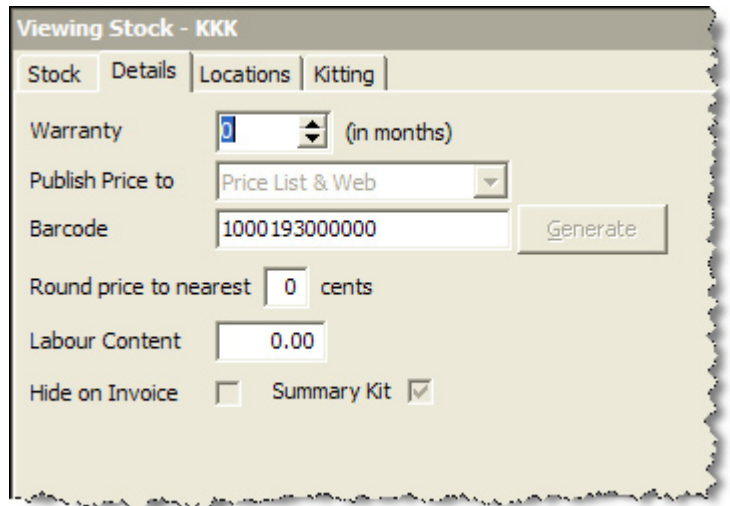 Viewing Stock - KKK
Stock Details Locations Kitting
Warranty 0 (in months)
Publish Price to Price List & Web
Barcode 1000193000000 Generate
Round price to nearest 0 cents
Labour Content 0.00
Hide on Invoice Summary Kit